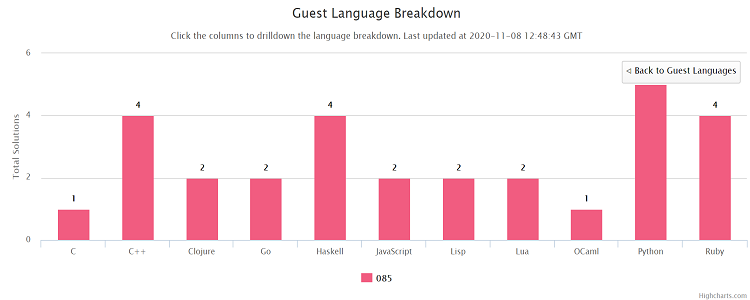 Guest Language Breakdown
Click the columns to drilldown the language breakdown. Last updated at 2020-11-08 12:48:43 GMT
Back to Guest Languages
Total Solutions
6
4
2
0
1
4
2
2
4
2
2
2
1
4
C
C++
Clojure
Go
Haskell
JavaScript
Lisp
Lua
OCaml
Python
Ruby
085
Highcharts.com